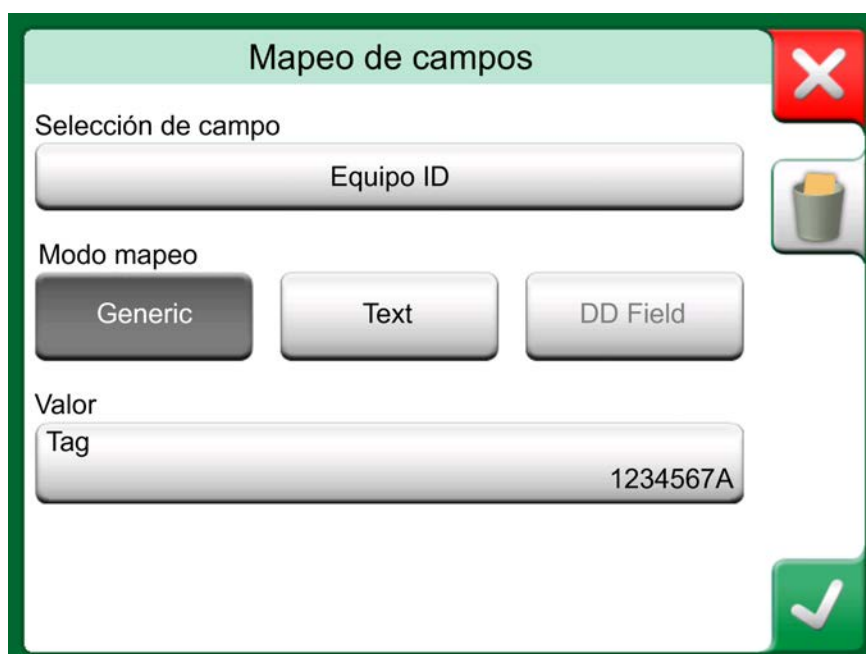 Mapeo de campos
Selección de campo
Equipo ID
Modo mapeo
Generic Text DD Field
Valor
Tag
1234567A